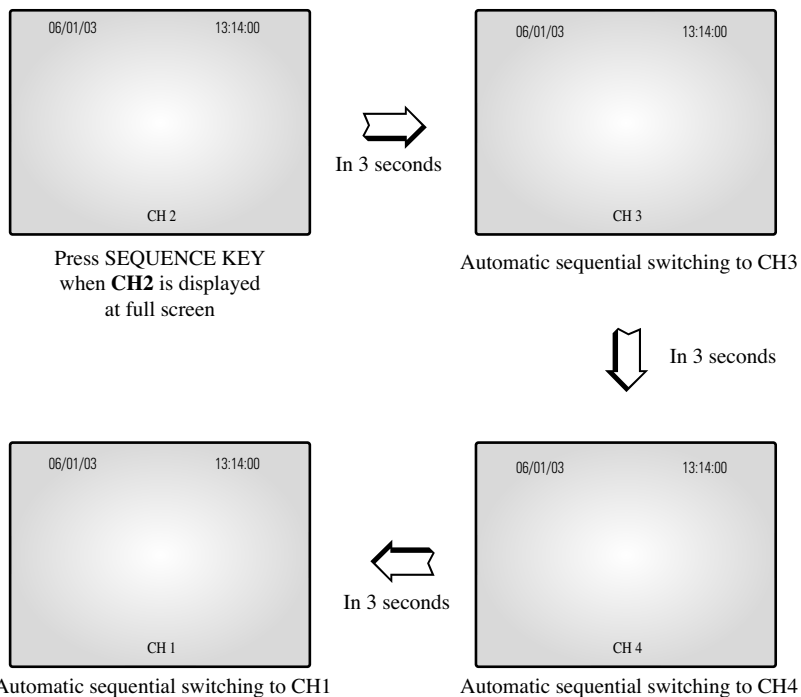 06/01/03 13:14:00
CH 2
Press SEQUENCE KEY
when CH2 is displayed
at full screen
In 3 seconds
06/01/03 13:14:00
CH 3
Automatic sequential switching to CH3
In 3 seconds
06/01/03 13:14:00
CH 4
Automatic sequential switching to CH4
In 3 seconds
06/01/03 13:14:00
CH 1
Automatic sequential switching to CH1